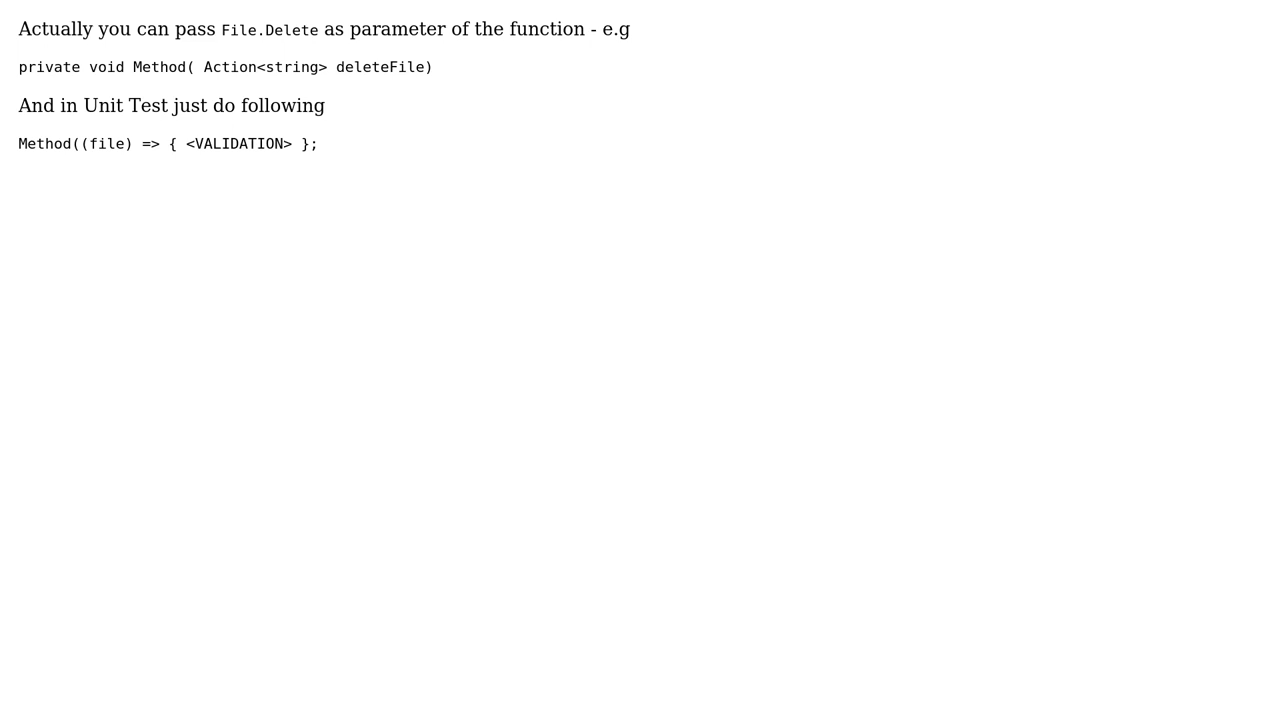 Actually you can pass File.Delete as parameter of the function - e.g
private void Method( Action<string> deleteFile)
And in Unit Test just do following
Method((file) => { <VALIDATION> };